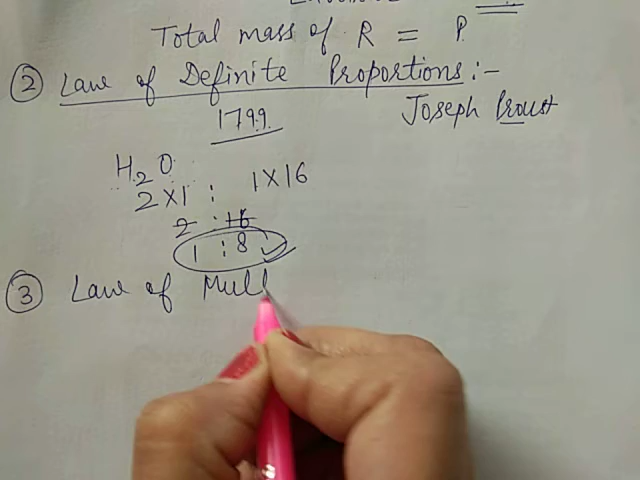 Total mass of R = P
② Law of Definite Proportions :-
Joseph Proust
1799
H₂O
2×1 : 1×16
2 : 16
1 : 8 ✓
③ Law of Mul